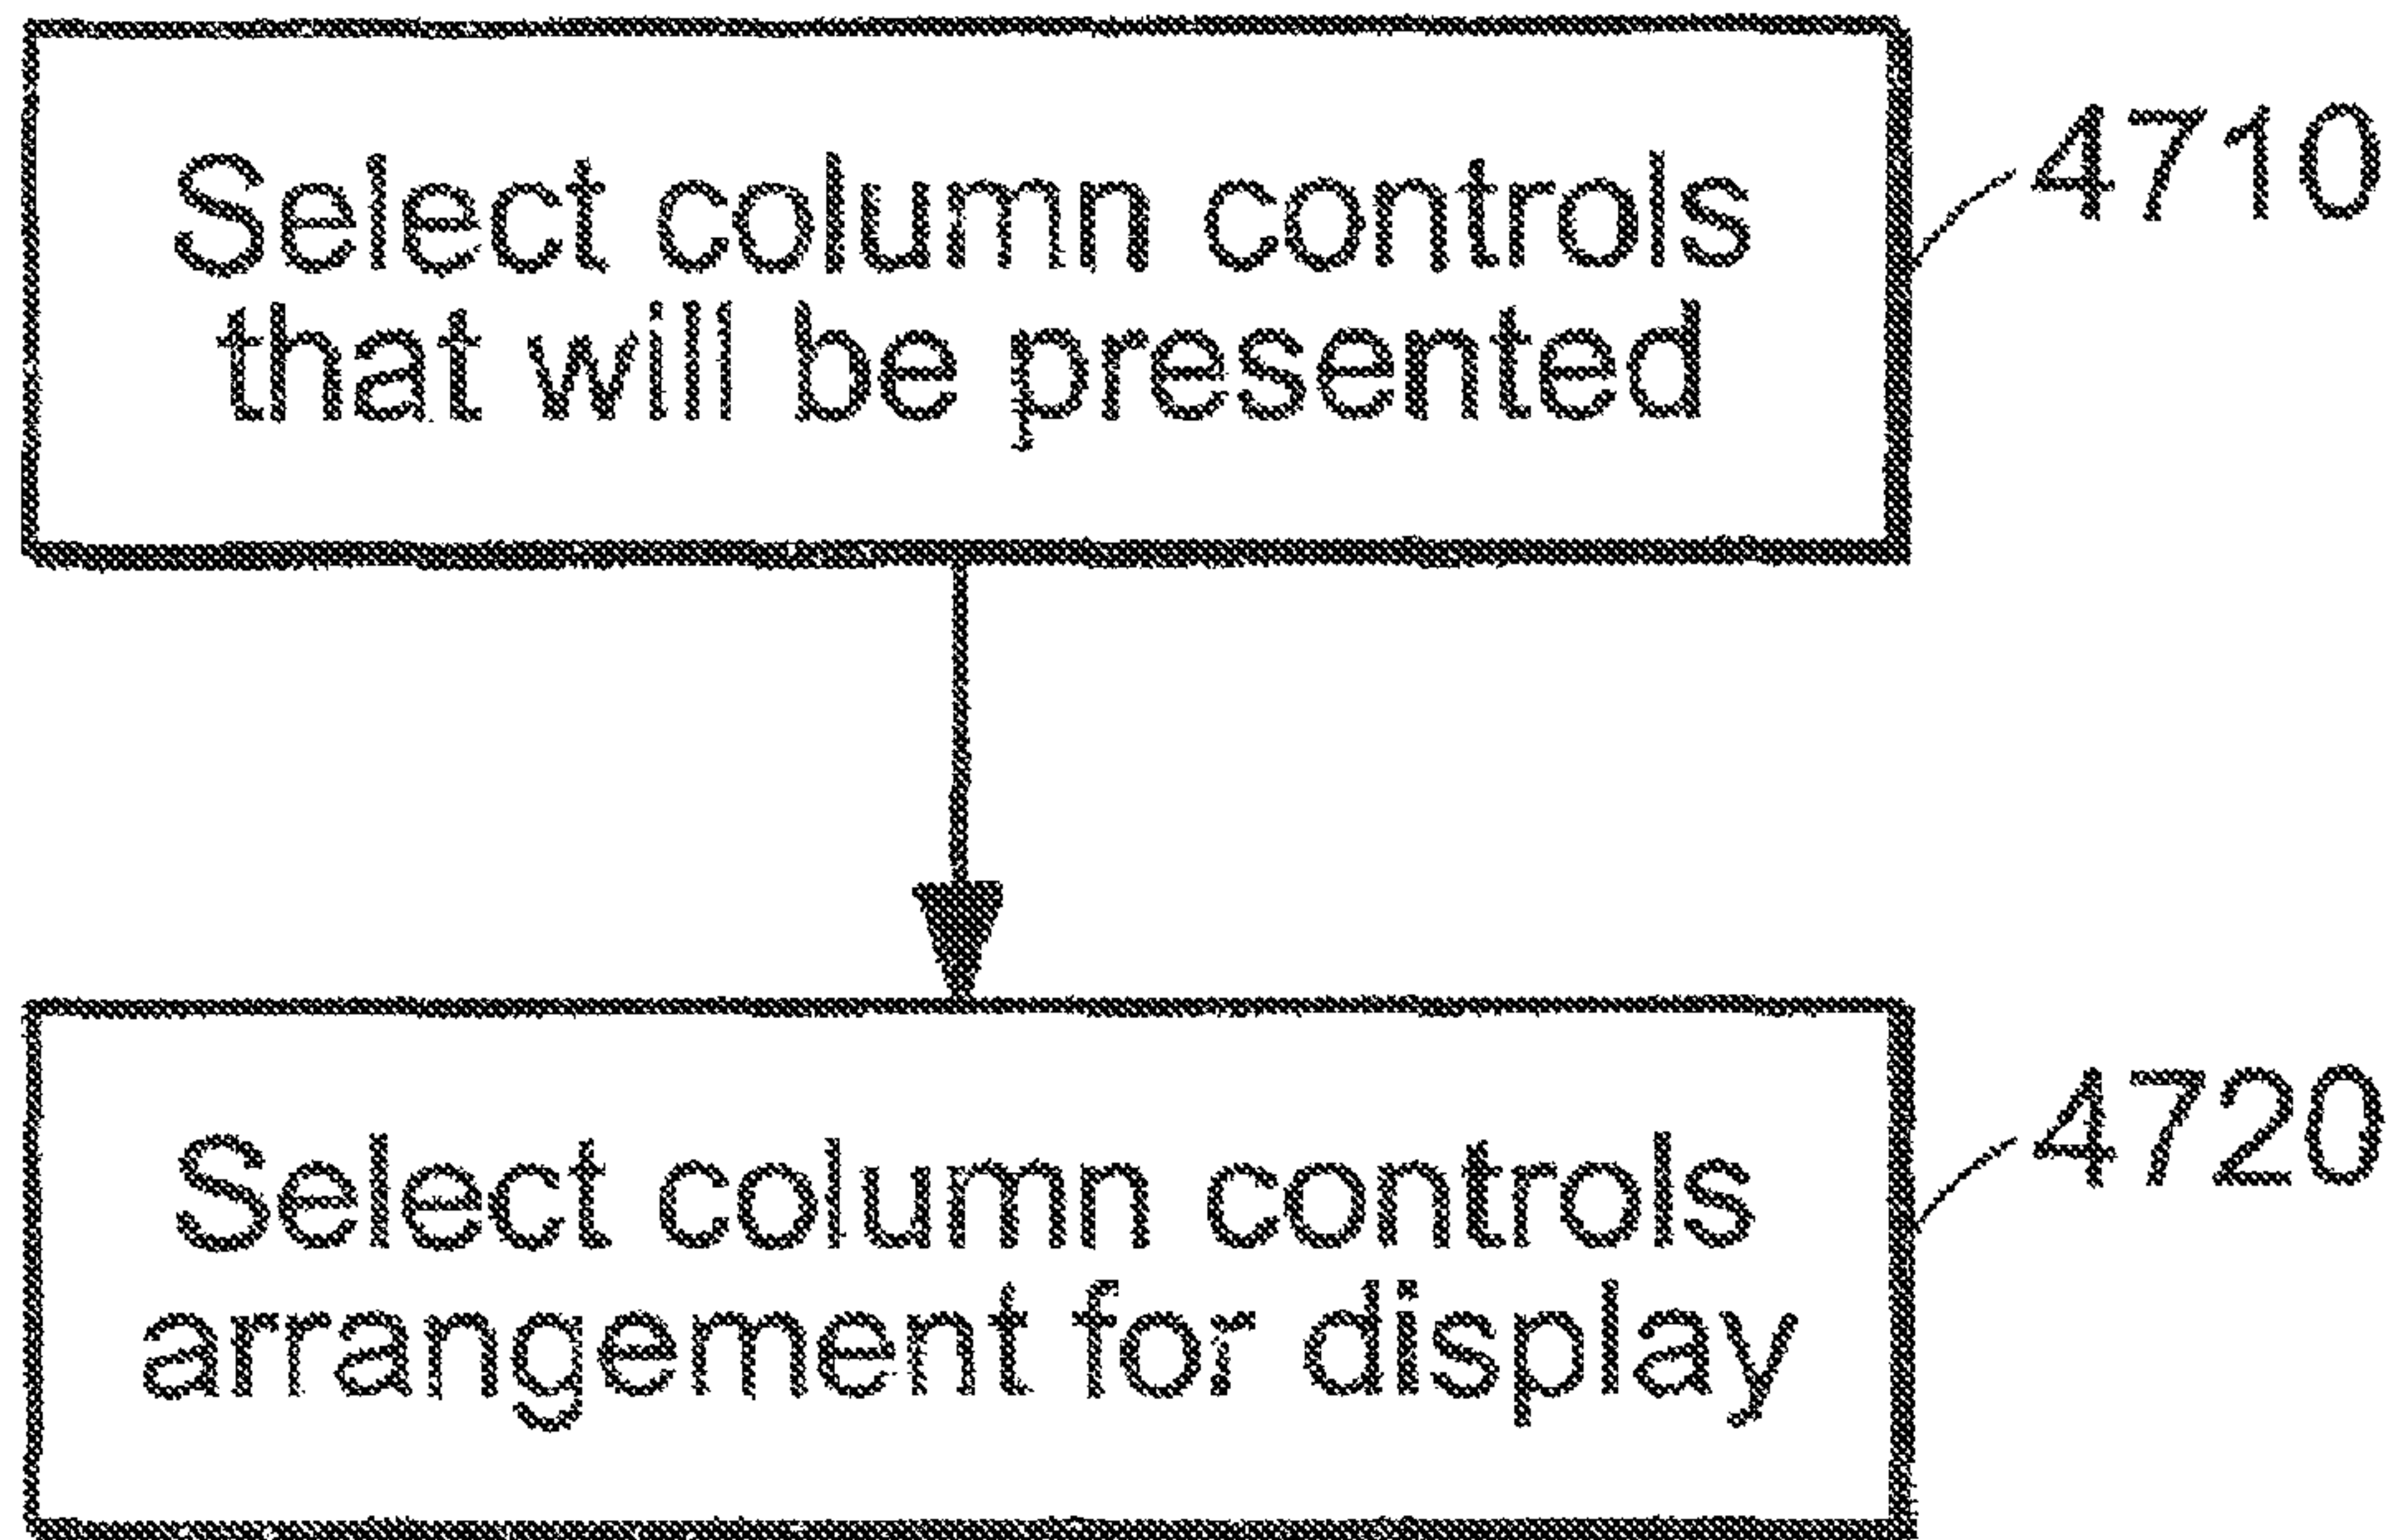 Select column controls
that will be presented
4710
Select column controls
arrangement for display
4720